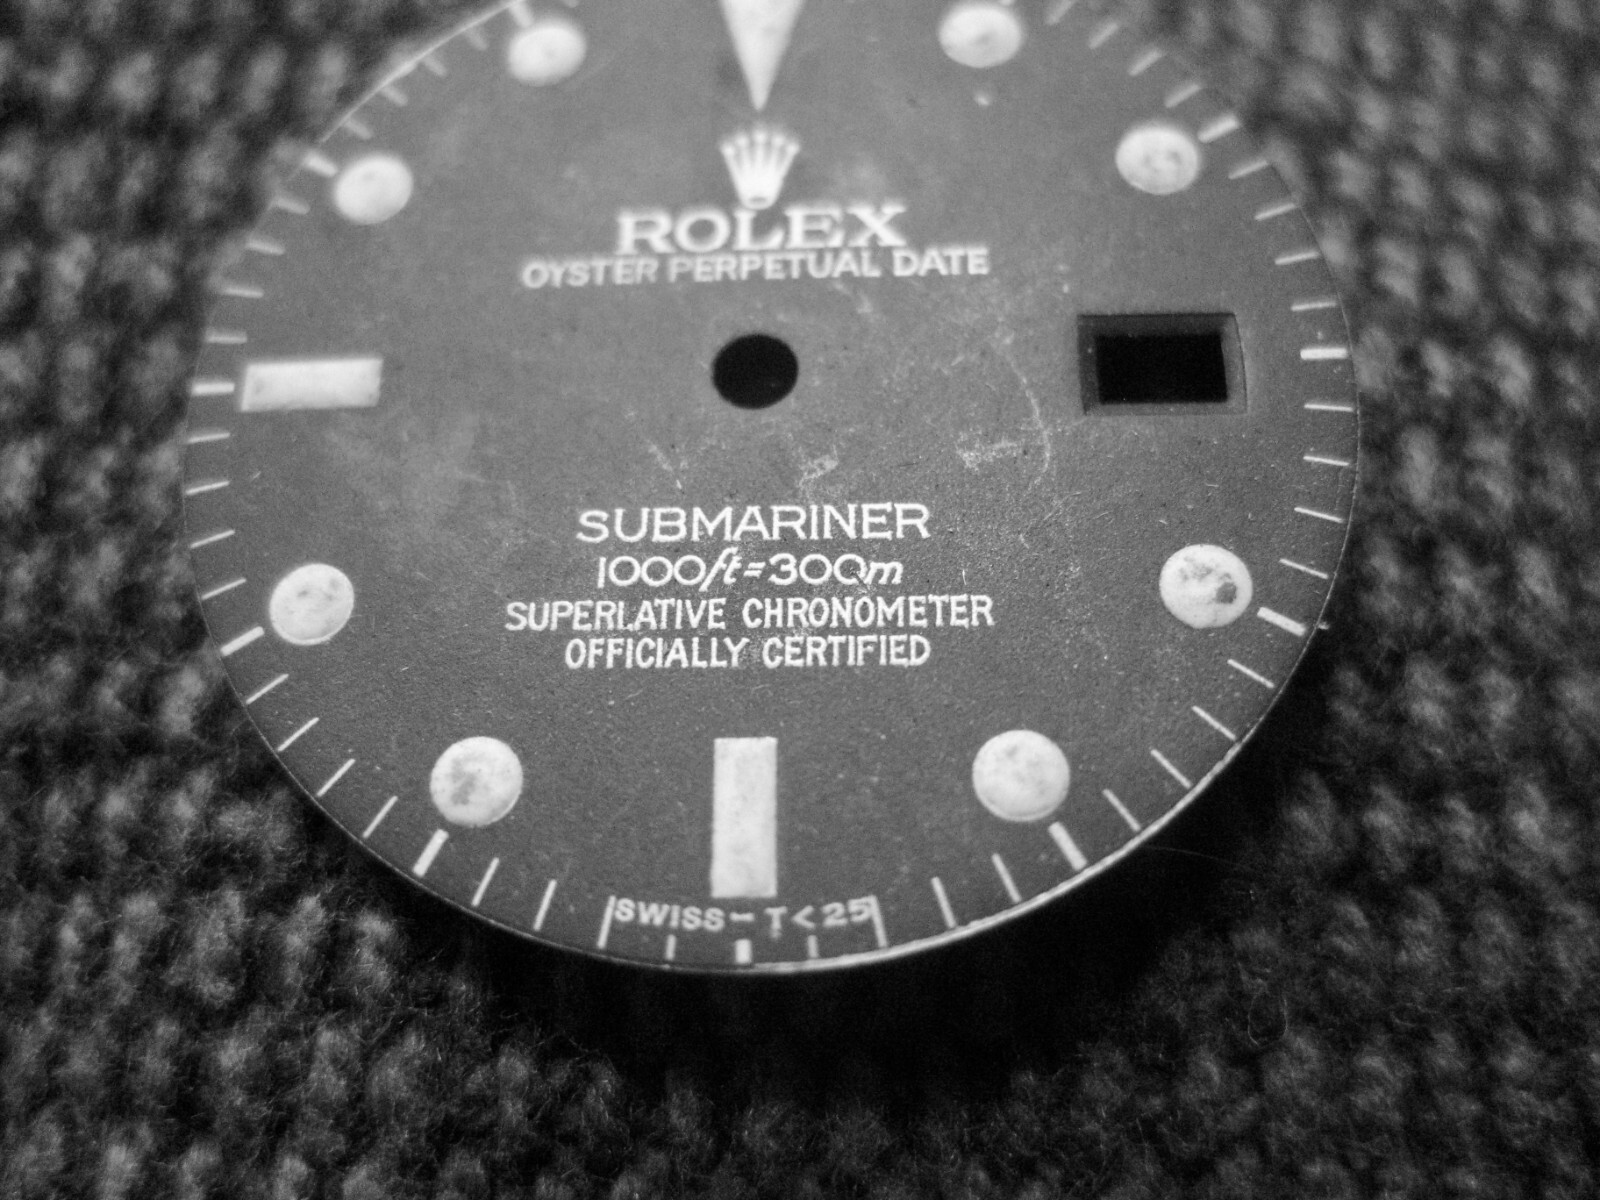 ROLEX
OYSTER PERPETUAL DATE
SUBMARINER
1000ft=300m
SUPERLATIVE CHRONOMETER
OFFICIALLY CERTIFIED
SWISS - T<25